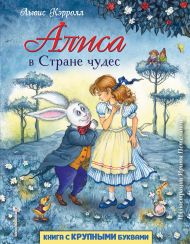 Льюис Кэрролл
Алиса
в Стране чудес
КНИГА С КРУПНЫМИ БУКВАМИ